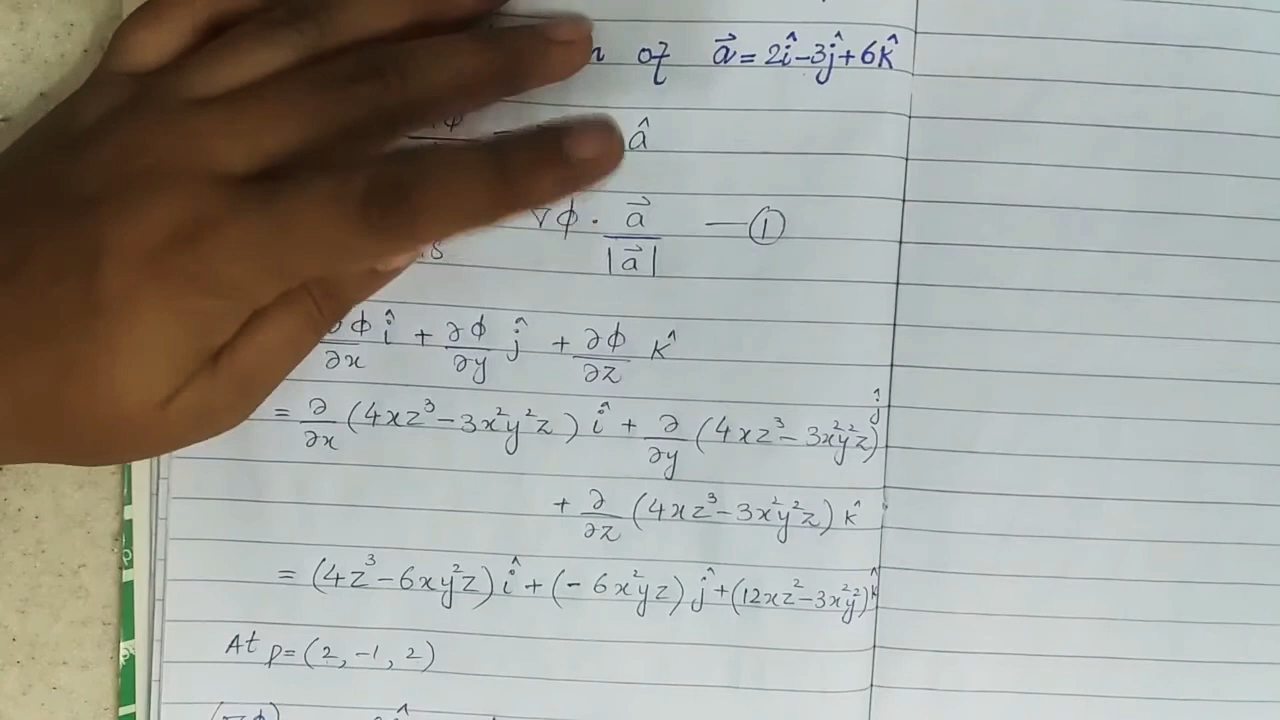 of a⃗ = 2î-3ĵ+6k̂
â
∇ϕ · a⃗/|a⃗| —①
∂ϕ/∂x î + ∂ϕ/∂y ĵ + ∂ϕ/∂z k̂
= ∂/∂x (4xz³-3x²y²z) î + ∂/∂y (4xz³-3x²y²z) ĵ
+ ∂/∂z (4xz³-3x²y²z) k̂
= (4z³-6xy²z) î + (-6x²yz) ĵ + (12xz²-3x²y²) k̂
At p=(2,-1,2)